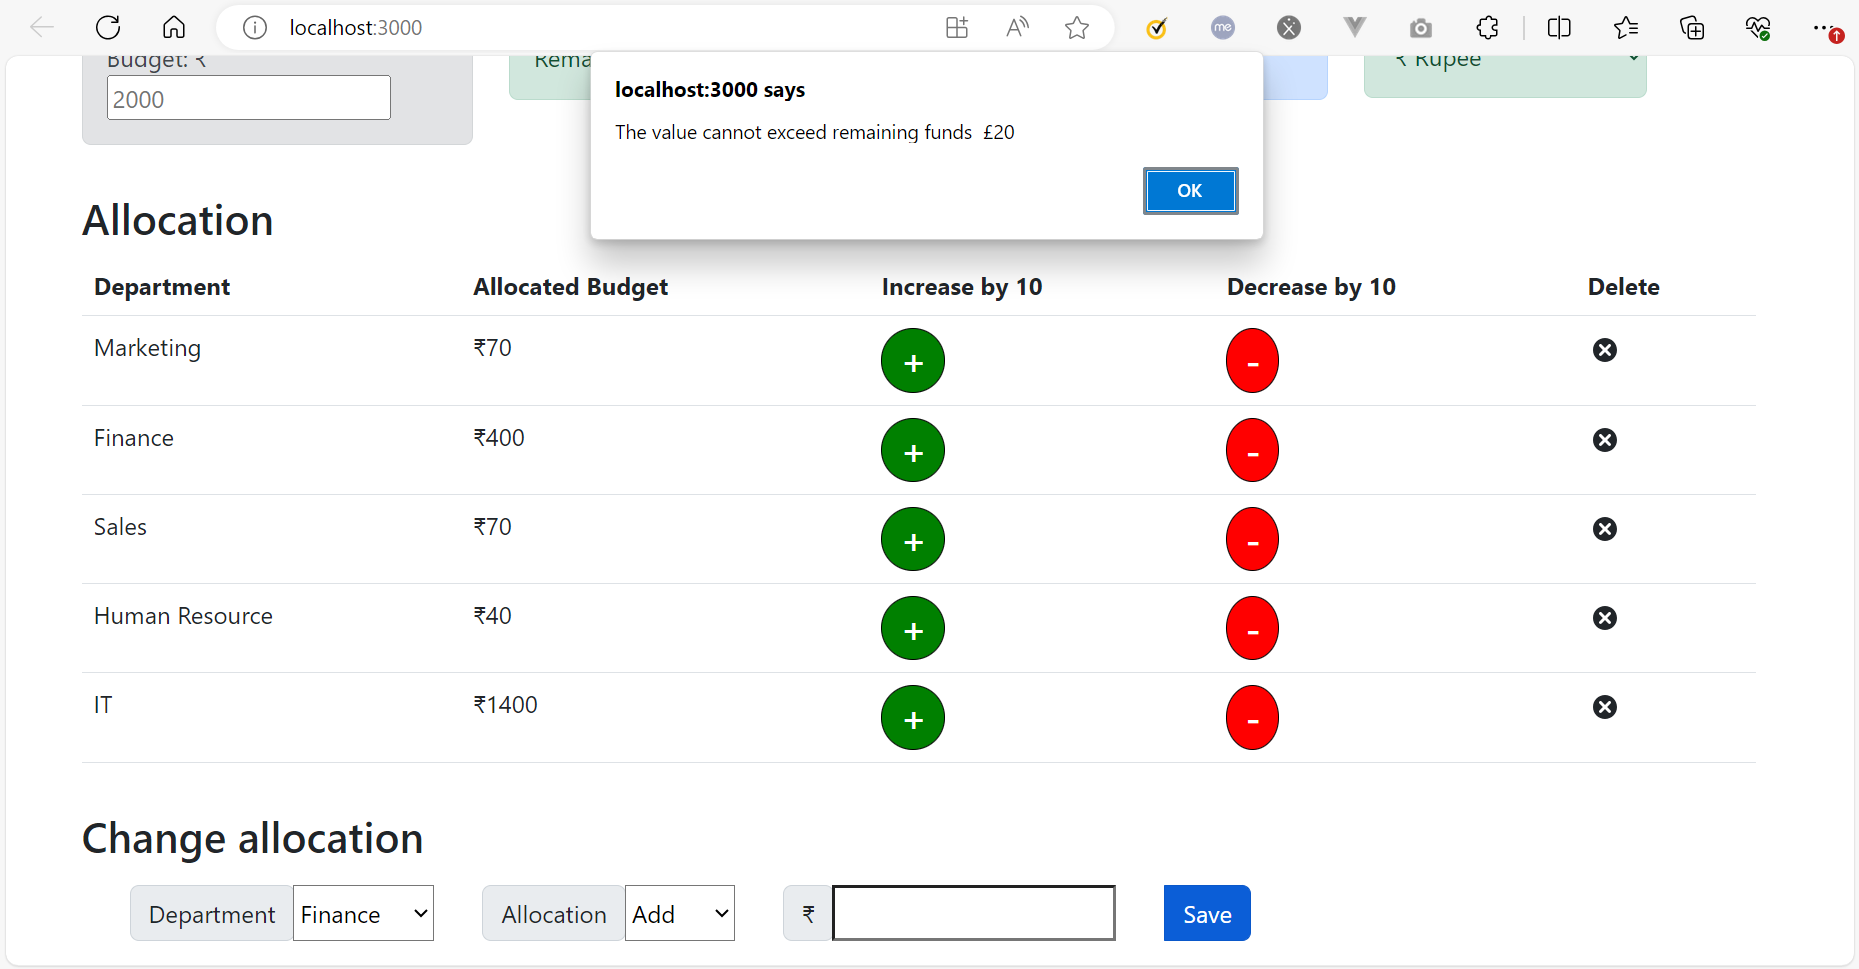 localhost:3000
me
Budget: ₹
2000
Rema
₹ Rupee
localhost:3000 says
The value cannot exceed remaining funds £20
OK
Allocation
Department Allocated Budget Increase by 10 Decrease by 10 Delete
Marketing ₹70 + -
Finance ₹400 + -
Sales ₹70 + -
Human Resource ₹40 + -
IT ₹1400 + -
Change allocation
Department Finance Allocation Add ₹ Save